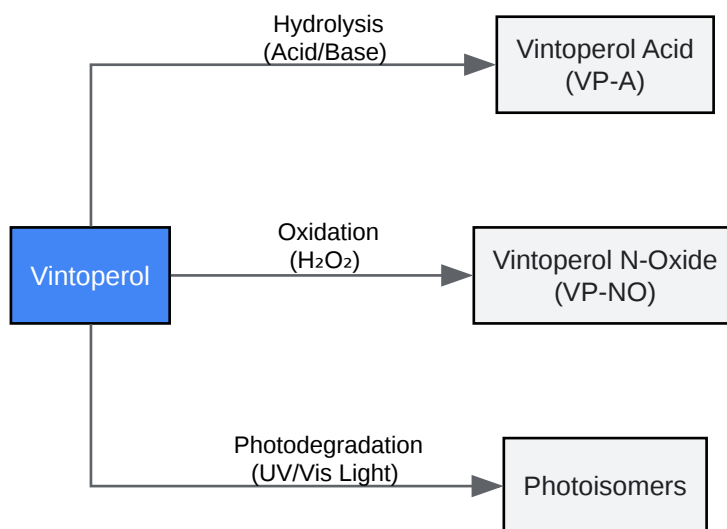 Hydrolysis
(Acid/Base)
Vintoperol Acid
(VP-A)
Vintoperol
Oxidation
(H₂O₂)
Vintoperol N-Oxide
(VP-NO)
Photodegradation
(UV/Vis Light)
Photoisomers